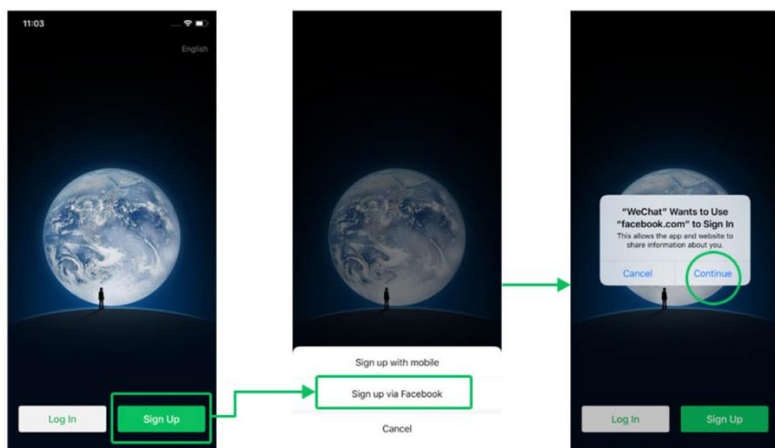 11:03
English
Log In
Sign Up
Sign up with mobile
Sign up via Facebook
Cancel
"WeChat" Wants to Use
"facebook.com" to Sign In
This allows the app and website to
share information about you.
Cancel
Continue
Log In
Sign Up